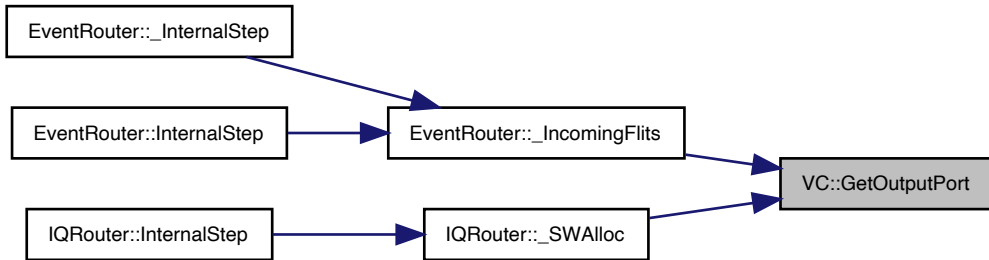 EventRouter::_InternalStep
EventRouter::InternalStep
EventRouter::_IncomingFlits
VC::GetOutputPort
IQRouter::InternalStep
IQRouter::_SWAlloc